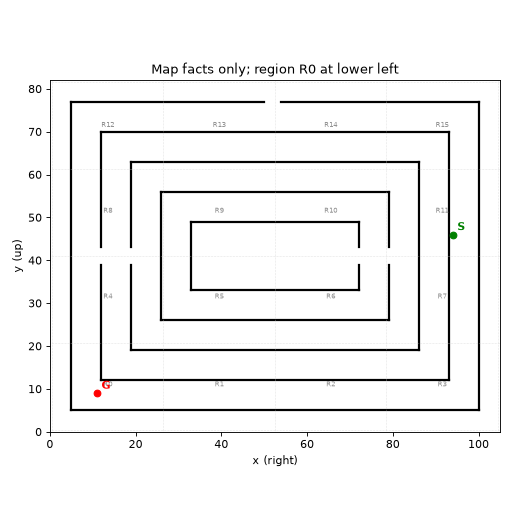 Map facts only; region R0 at lower left
80
R12 R13 R14 R15
70
60
R8 R9 R10 R11
50
S
40
R4 R5 R6 R7
30
20
G R1 R2 R3
10
0
0 20 40 60 80 100
y (up)
x (right)